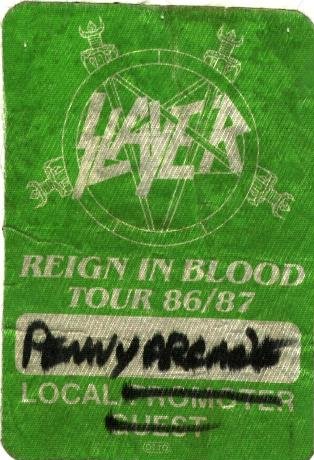 SLAYER
REIGN IN BLOOD
TOUR 86/87
PENNY ARCADE
LOCAL PROMOTER
GUEST